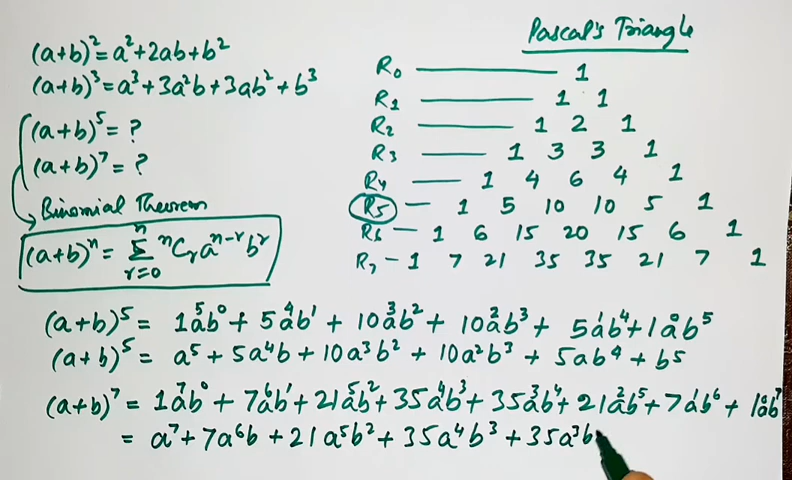 (a+b)² = a²+2ab+b²
(a+b)³ = a³+3a²b+3ab²+b³
(a+b)⁵ = ?
(a+b)⁷ = ?
Binomial Theorem
(a+b)ⁿ = Σ ⁿCᵣ aⁿ⁻ʳ bʳ
n
r=0
Pascal's Triangle
R₀ — 1
R₁ — 1 1
R₂ — 1 2 1
R₃ — 1 3 3 1
R₄ — 1 4 6 4 1
R₅ — 1 5 10 10 5 1
R₆ — 1 6 15 20 15 6 1
R₇ — 1 7 21 35 35 21 7 1
(a+b)⁵ = 1a⁵b⁰ + 5a⁴b¹ + 10a³b² + 10a²b³ + 5a¹b⁴ + 1a⁰b⁵
(a+b)⁵ = a⁵ + 5a⁴b + 10a³b² + 10a²b³ + 5ab⁴ + b⁵
(a+b)⁷ = 1a⁷b⁰ + 7a⁶b¹ + 21a⁵b² + 35a⁴b³ + 35a³b⁴ + 21a²b⁵ + 7a¹b⁶ + 1a⁰b⁷
= a⁷ + 7a⁶b + 21a⁵b² + 35a⁴b³ + 35a³b